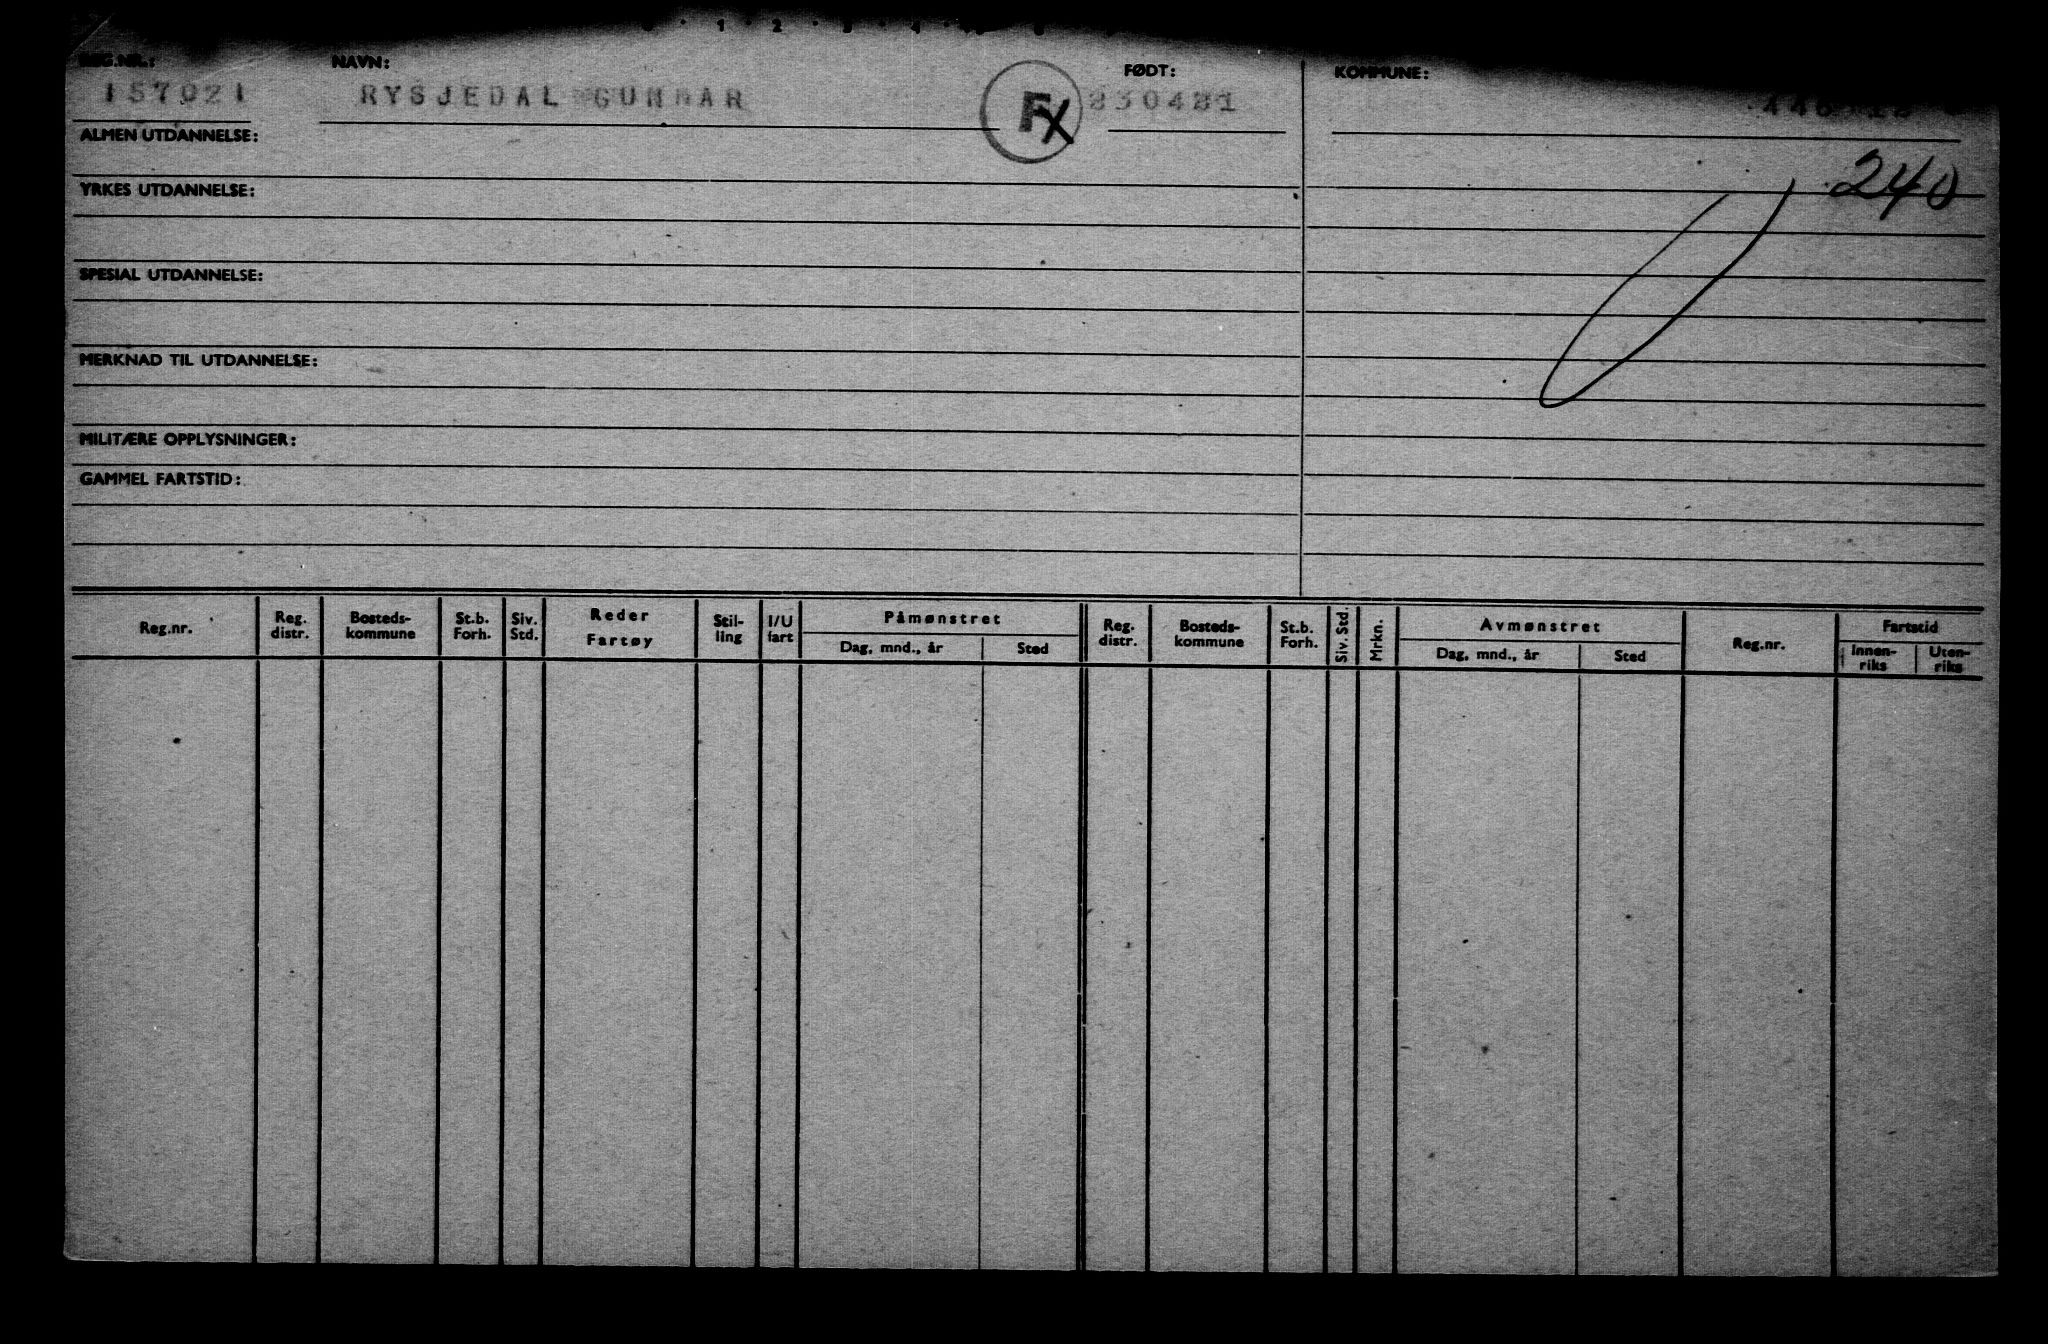 1 2 3 4
REG.NR.: NAVN: FØDT: KOMMUNE:
157021 RYSJEDAL GUNNAR FX 230421
ALMEN UTDANNELSE:
240
YRKES UTDANNELSE:
SPESIAL UTDANNELSE:
MERKNAD TIL UTDANNELSE:
MILITÆRE OPPLYSNINGER:
GAMMEL FARTSTID:
Reg.nr. Reg. distr. Bosteds-kommune St.b. Forh. Siv. Std. Reder Fartøy Stil-ling I/U fart Påmønstret Dag, mnd., år Sted Reg. distr. Bosteds-kommune St.b. Forh. Siv. Std. Mrkn. Avmønstret Dag, mnd., år Sted Reg.nr. Fartstid Innen-riks Uten-riks